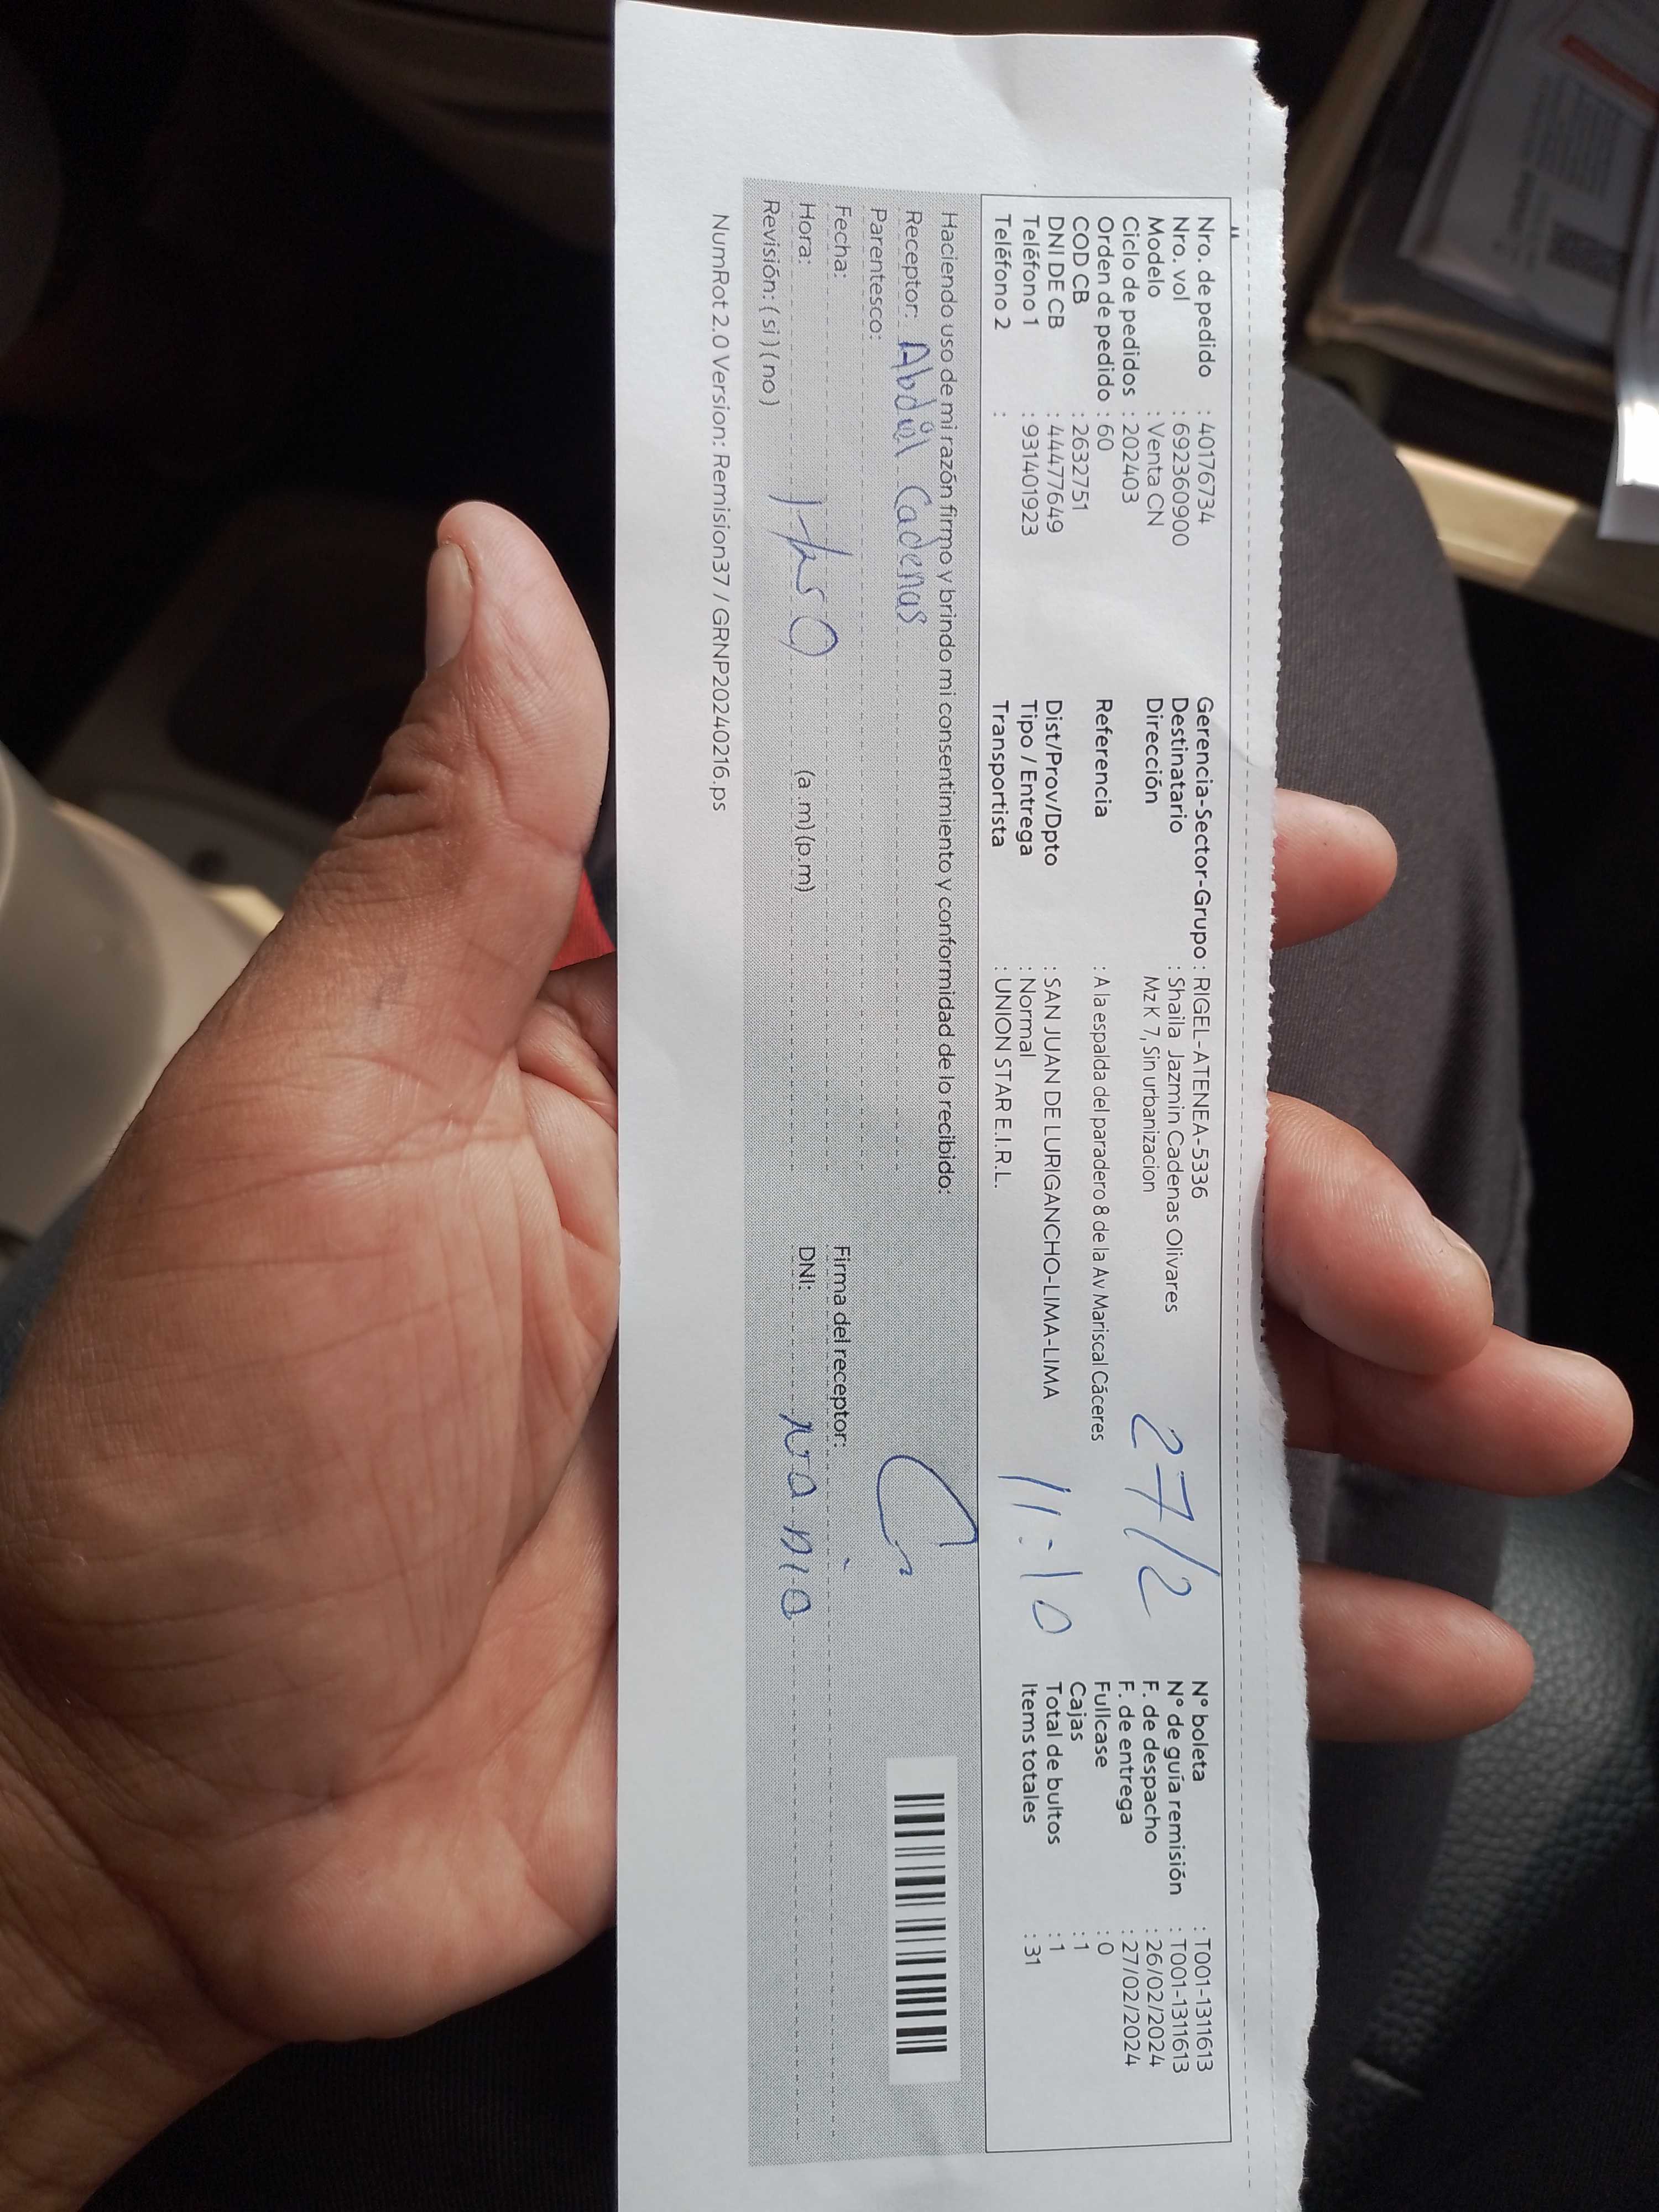 Nro. de pedido : 40176734
Nro. vol : 692360900
Modelo : Venta CN
Ciclo de pedidos : 202403
Orden de pedido : 60
COD CB : 2632751
DNI DE CB : 44477649
Teléfono 1 : 931401923
Teléfono 2 :
Gerencia-Sector-Grupo : RIGEL-ATENEA-5336
Destinatario : Shaila Jazmin Cadenas Olivares
Dirección Mz K 7, Sin urbanizacion
Referencia : A la espalda del paradero 8 de la Av Mariscal Cáceres
Dist/Prov/Dpto : SAN JUAN DE LURIGANCHO-LIMA-LIMA
Tipo / Entrega : Normal
Transportista : UNION STAR E.I.R.L.
27/2
11:10
N° boleta : T001-1311613
N° de guía remisión : T001-1311613
F. de despacho : 26/02/2024
F. de entrega : 27/02/2024
Fullcase : 0
Cajas : 1
Total de bultos : 1
Items totales : 31
Haciendo uso de mi razón firmo y brindo mi consentimiento y conformidad de lo recibido:
Receptor: Cadenas
Parentesco:
Fecha:
Hora: (a .m) (p.m)
Revisión: ( si ) ( no )
Firma del receptor:
DNI:
NumRot 2.0 Version: Remision37 / GRNP20240216.ps